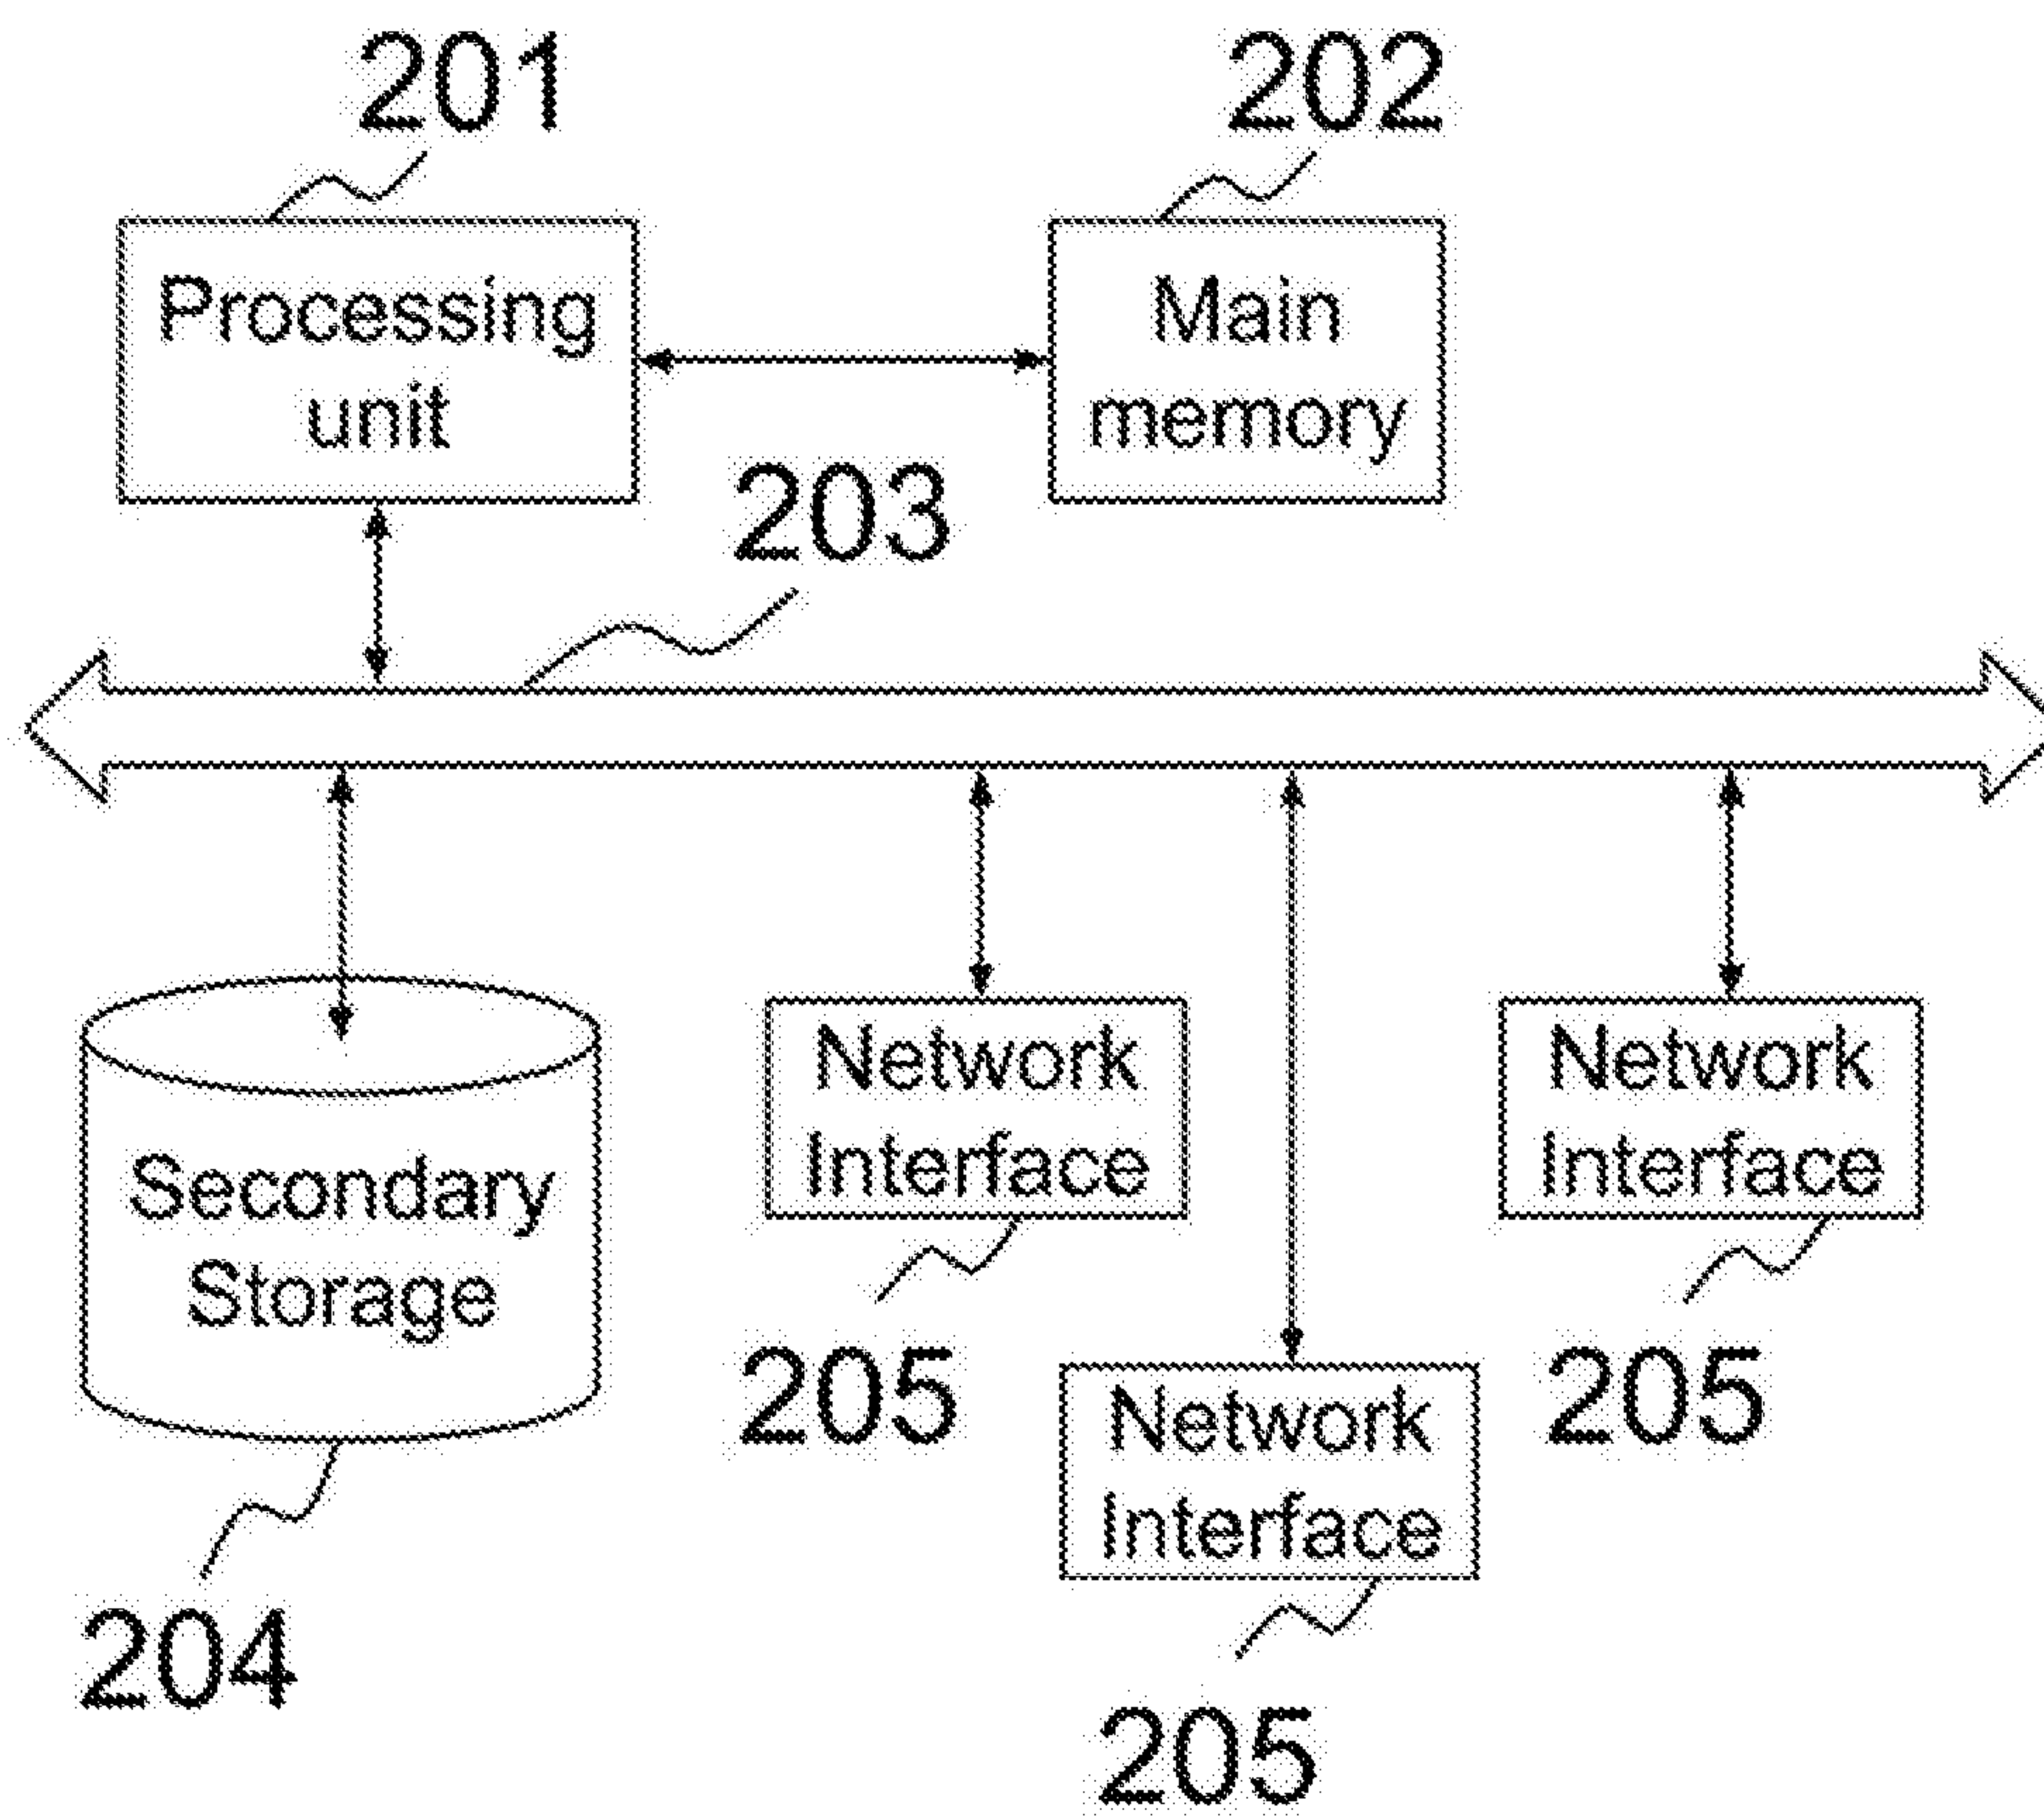 201
202
Processing
unit
Main
memory
203
Secondary
Storage
Network
Interface
Network
Interface
205
205
Network
Interface
204
205